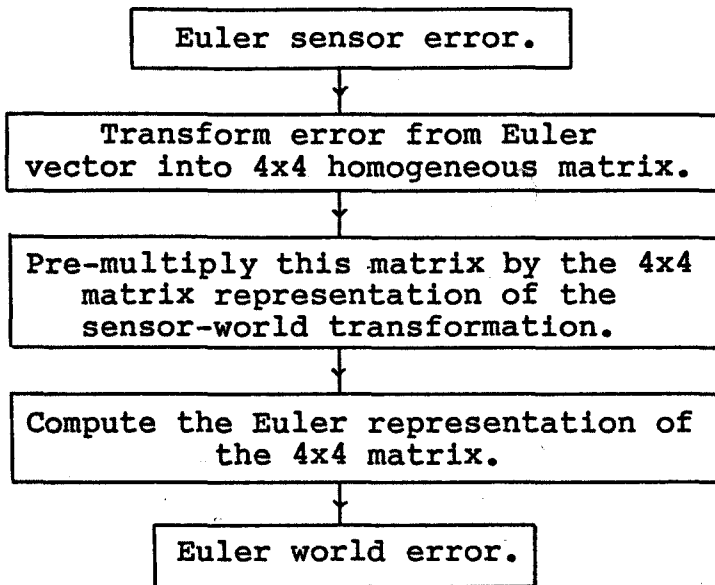 Euler sensor error.
Transform error from Euler
vector into 4x4 homogeneous matrix.
Pre-multiply this matrix by the 4x4
matrix representation of the
sensor-world transformation.
Compute the Euler representation of
the 4x4 matrix.
Euler world error.